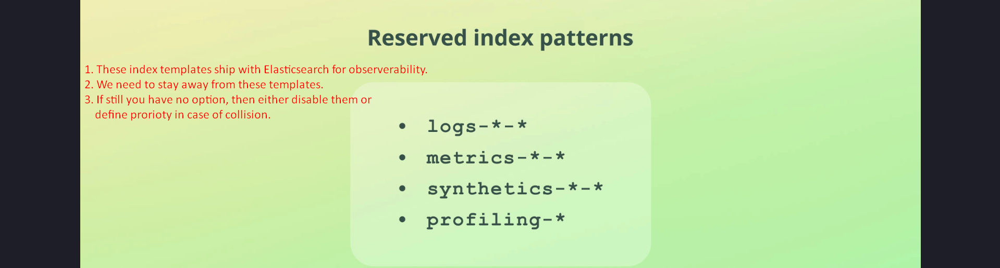 Reserved index patterns
1. These index templates ship with Elasticsearch for observerability.
2. We need to stay away from these templates.
3. If still you have no option, then either disable them or
define prorioty in case of collision.
• logs-*-*
• metrics-*-*
• synthetics-*-*
• profiling-*